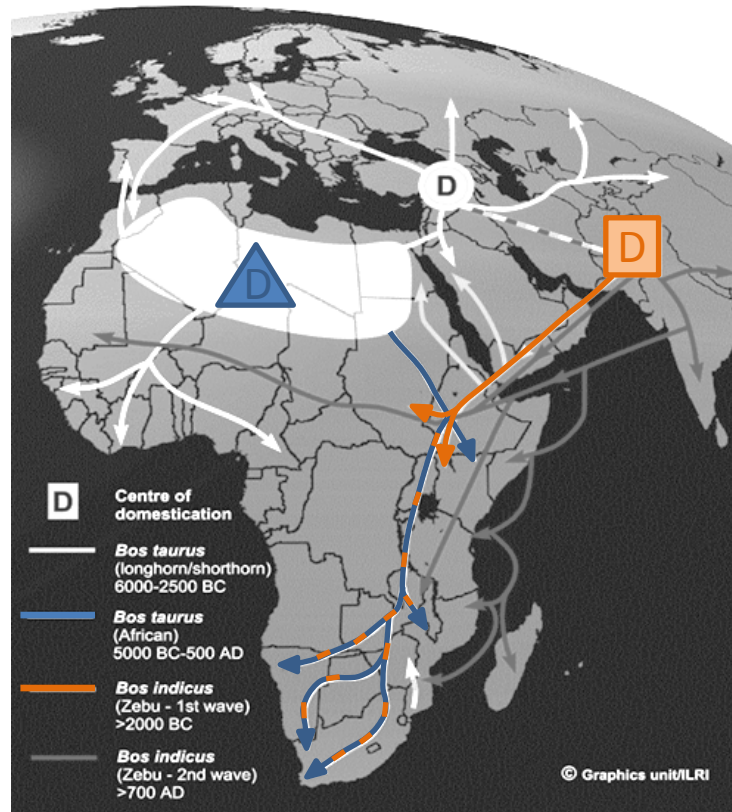 D
D
D
D
Centre of
domestication
Bos taurus
(longhorn/shorthorn)
6000-2500 BC
Bos taurus
(African)
5000 BC-500 AD
Bos indicus
(Zebu - 1st wave)
>2000 BC
Bos indicus
(Zebu - 2nd wave)
>700 AD
© Graphics unit/ILRI